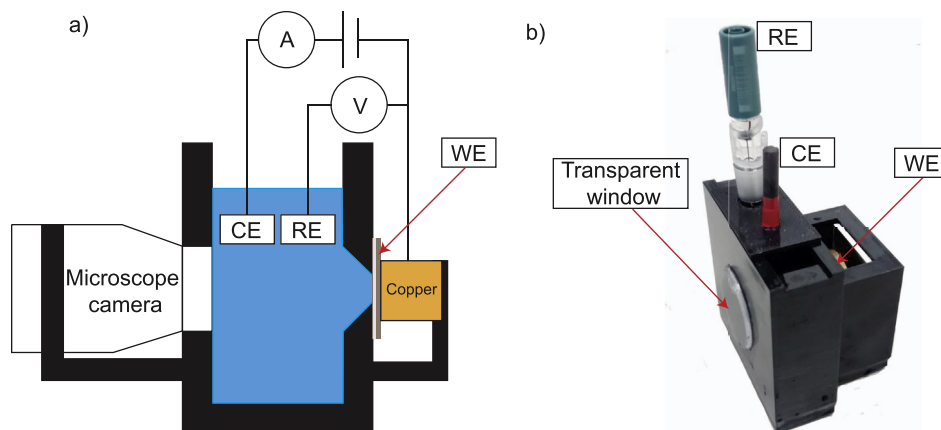 a)
A
V
WE
CE
RE
Microscope
camera
Copper
b)
RE
CE
WE
Transparent
window